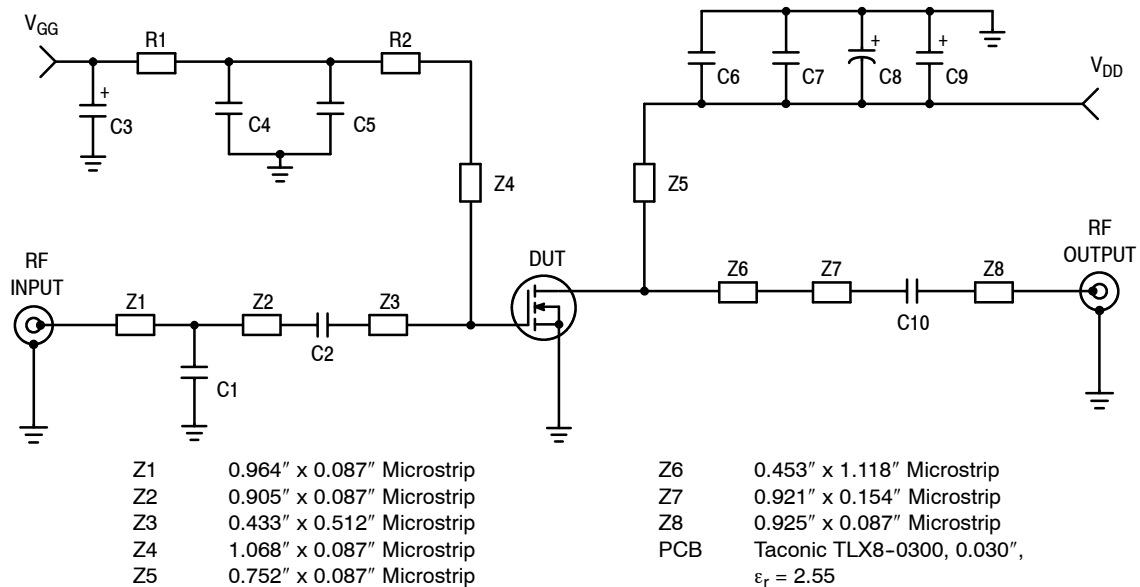 V_GG
R1
R2
C3
+
C4
C5
Z4
C6
C7
+
C8
+
C9
V_DD
Z5
RF
INPUT
Z1
Z2
C2
Z3
C1
DUT
Z6
Z7
C10
Z8
RF
OUTPUT
Z1 0.964″ x 0.087″ Microstrip
Z2 0.905″ x 0.087″ Microstrip
Z3 0.433″ x 0.512″ Microstrip
Z4 1.068″ x 0.087″ Microstrip
Z5 0.752″ x 0.087″ Microstrip
Z6 0.453″ x 1.118″ Microstrip
Z7 0.921″ x 0.154″ Microstrip
Z8 0.925″ x 0.087″ Microstrip
PCB Taconic TLX8-0300, 0.030″,
ε_r = 2.55